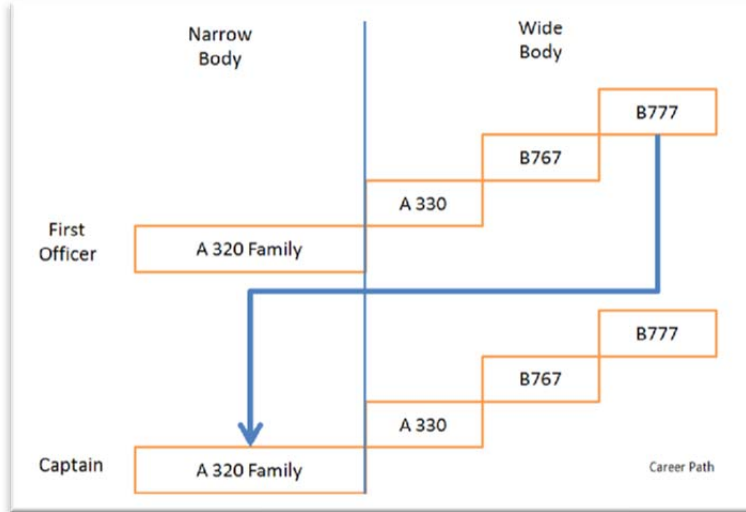 Narrow
Body
Wide
Body
B777
B767
A 330
First
Officer
A 320 Family
B777
B767
A 330
Captain
A 320 Family
Career Path